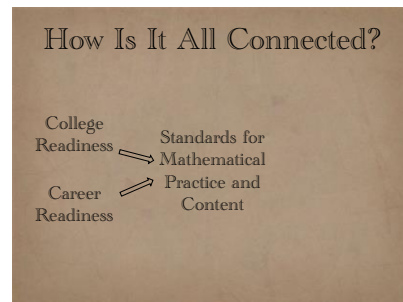 How Is It All Connected?
College
Readiness
Career
Readiness
Standards for
Mathematical
Practice and
Content